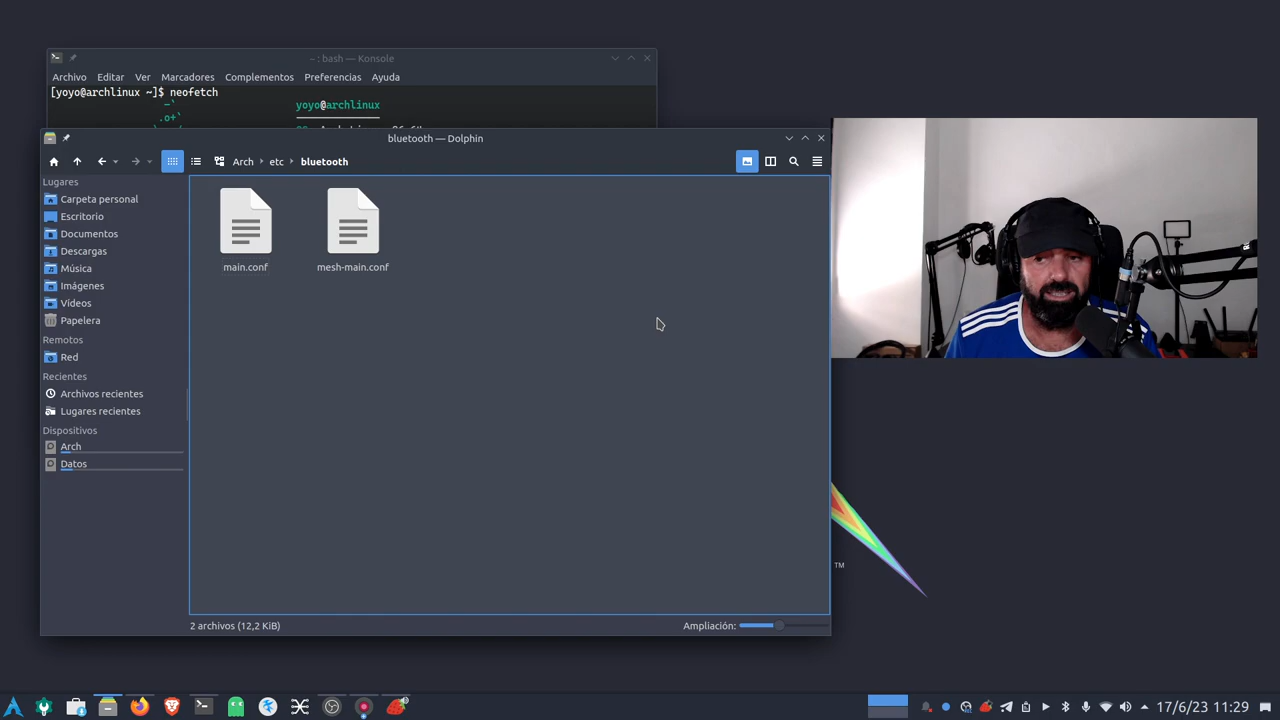 ~ : bash — Konsole
Archivo Editar Ver Marcadores Complementos Preferencias Ayuda
[yoyo@archlinux ~]$ neofetch
-`
.o+`
yoyo@archlinux
bluetooth — Dolphin
Arch etc bluetooth
Lugares
Carpeta personal
Escritorio
Documentos
Descargas
Música
Imágenes
Vídeos
Papelera
Remotos
Red
Recientes
Archivos recientes
Lugares recientes
Dispositivos
Arch
Datos
main.conf
mesh-main.conf
2 archivos (12,2 KiB)
Ampliación:
TM
17/6/23 11:29